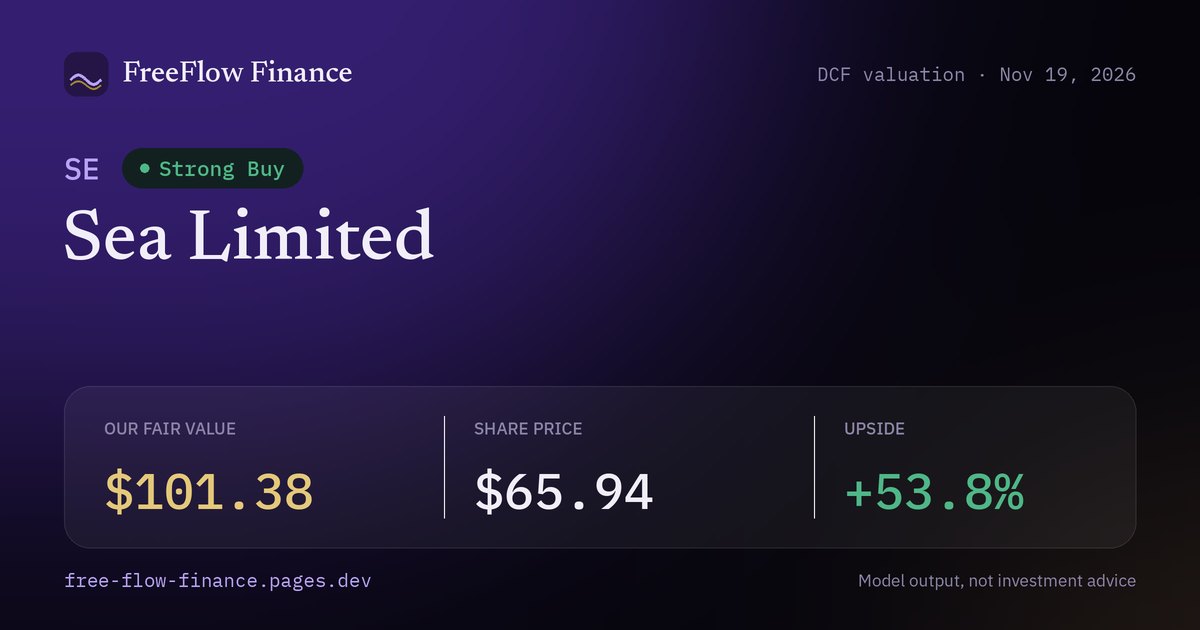 FreeFlow Finance
DCF valuation · Nov 19, 2026
SE
Strong Buy
Sea Limited
OUR FAIR VALUE
$101.38
SHARE PRICE
$65.94
UPSIDE
+53.8%
free-flow-finance.pages.dev
Model output, not investment advice